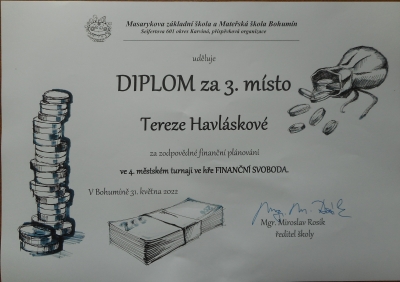 Masarykova základní škola a Mateřská škola Bohumín
Seifertova 601 okres Karviná, příspěvková organizace
uděluje
DIPLOM za 3. místo
Tereze Havláskové
za zodpovědné finanční plánování
ve 4. městském turnaji ve hře FINANČNÍ SVOBODA.
V Bohumíně 31. května 2022
Mgr. Miroslav Rosík
ředitel školy